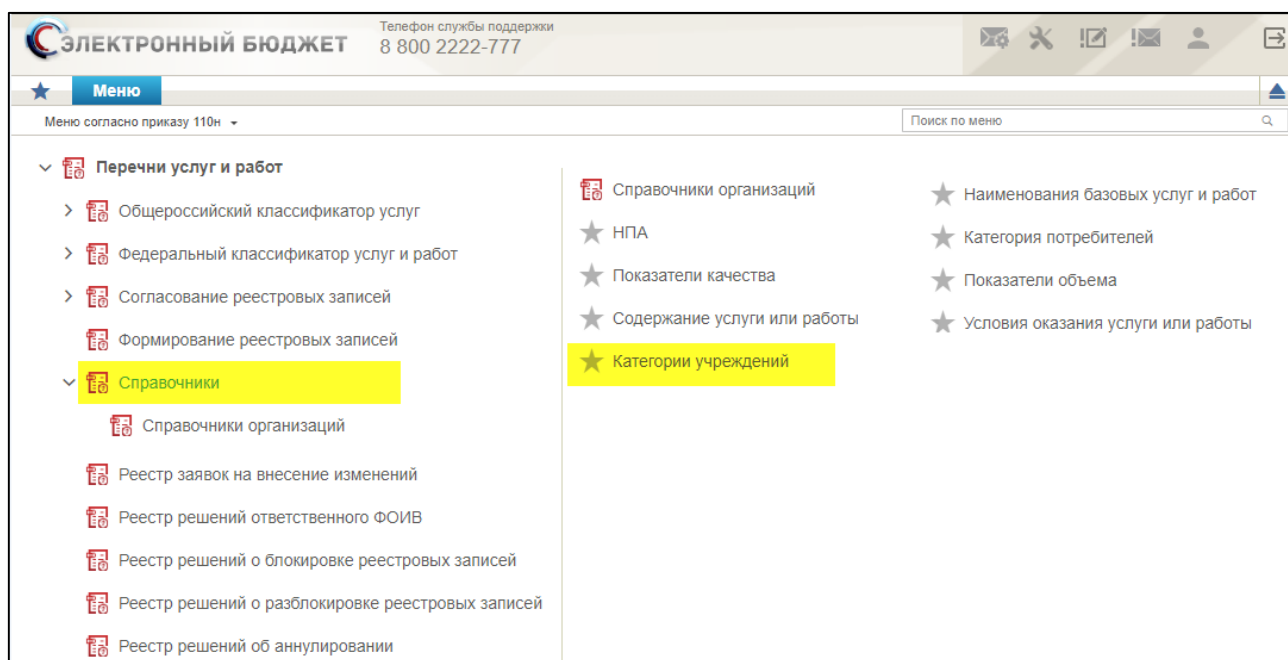 Сэлектронный бюджет
Телефон службы поддержки
8 800 2222-777
Меню
Меню согласно приказу 110н
Поиск по меню
Перечни услуг и работ
Общероссийский классификатор услуг
Федеральный классификатор услуг и работ
Согласование реестровых записей
Формирование реестровых записей
Справочники
Справочники организаций
Реестр заявок на внесение изменений
Реестр решений ответственного ФОИВ
Реестр решений о блокировке реестровых записей
Реестр решений о разблокировке реестровых записей
Реестр решений об аннулировании
Справочники организаций
НПА
Показатели качества
Содержание услуги или работы
Категории учреждений
Наименования базовых услуг и работ
Категория потребителей
Показатели объема
Условия оказания услуги или работы